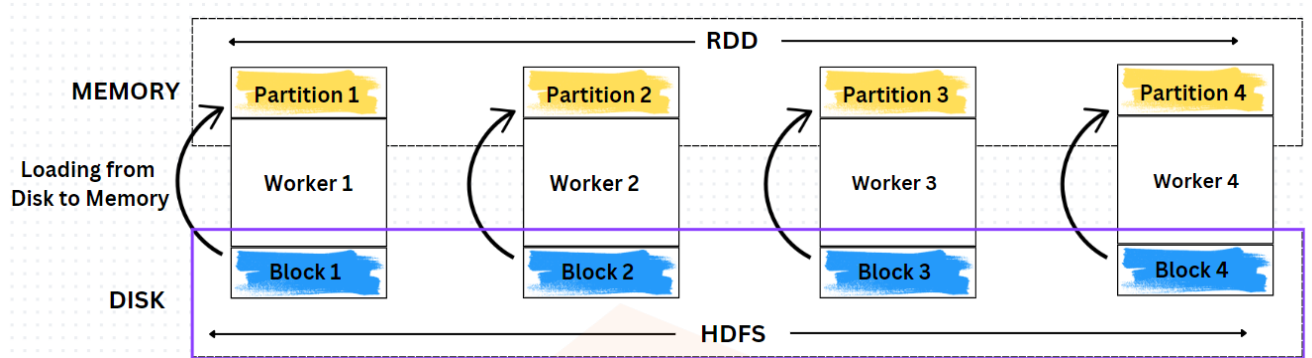 RDD
MEMORY
Partition 1
Partition 2
Partition 3
Partition 4
Loading from
Disk to Memory
Worker 1
Worker 2
Worker 3
Worker 4
Block 1
Block 2
Block 3
Block 4
DISK
HDFS